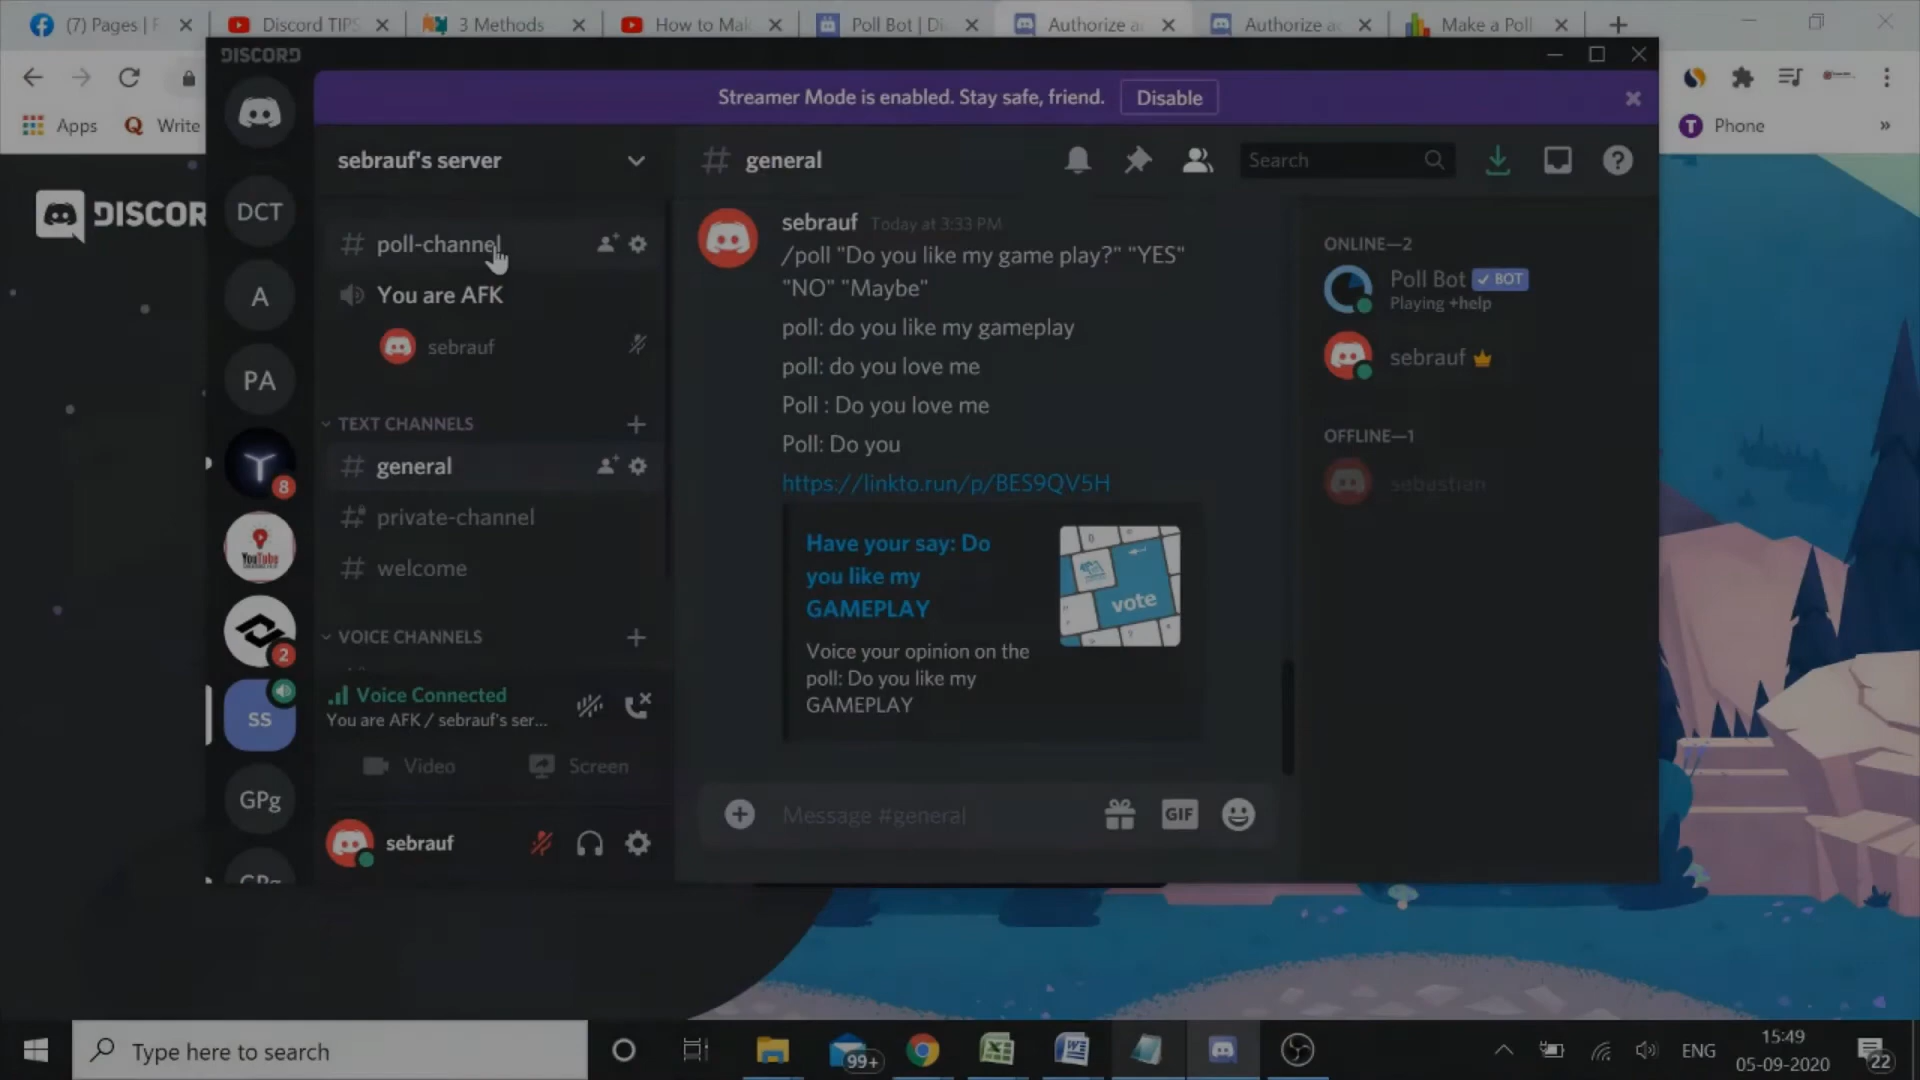 (7) Pages | F
Discord TIPS
3 Methods
How to Mak
Poll Bot | Di
Authorize a
Authorize ac
Make a Poll
DISCORD
Streamer Mode is enabled. Stay safe, friend.
Disable
Apps
Write
Phone
DISCOR
sebrauf's server
general
Search
DCT
A
PA
8
YouTube
2
SS
GPg
poll-channel
You are AFK
sebrauf
TEXT CHANNELS
general
private-channel
welcome
VOICE CHANNELS
Voice Connected
You are AFK / sebrauf's ser...
Video
Screen
sebrauf
sebrauf Today at 3:33 PM
/poll "Do you like my game play?" "YES"
"NO" "Maybe"
poll: do you like my gameplay
poll: do you love me
Poll : Do you love me
Poll: Do you
https://linkto.run/p/BES9QV5H
Have your say: Do
you like my
GAMEPLAY
Voice your opinion on the
poll: Do you like my
GAMEPLAY
vote
Message #general
GIF
ONLINE—2
Poll Bot BOT
Playing +help
sebrauf
OFFLINE—1
sebastian
Type here to search
99+
ENG
15:49
05-09-2020
22